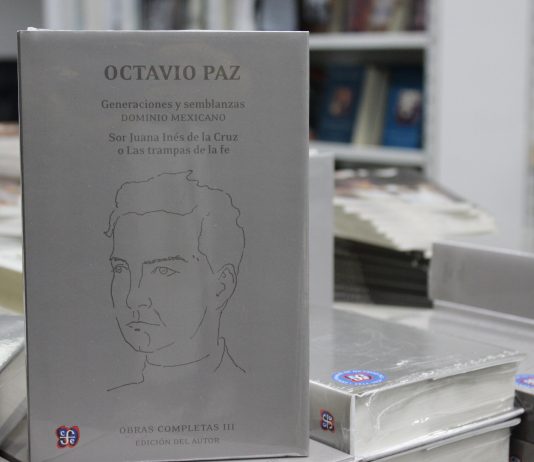 OCTAVIO PAZ
Generaciones y semblanzas
DOMINIO MEXICANO
Sor Juana Inés de la Cruz
o Las trampas de la fe
OBRAS COMPLETAS III
EDICIÓN DEL AUTOR